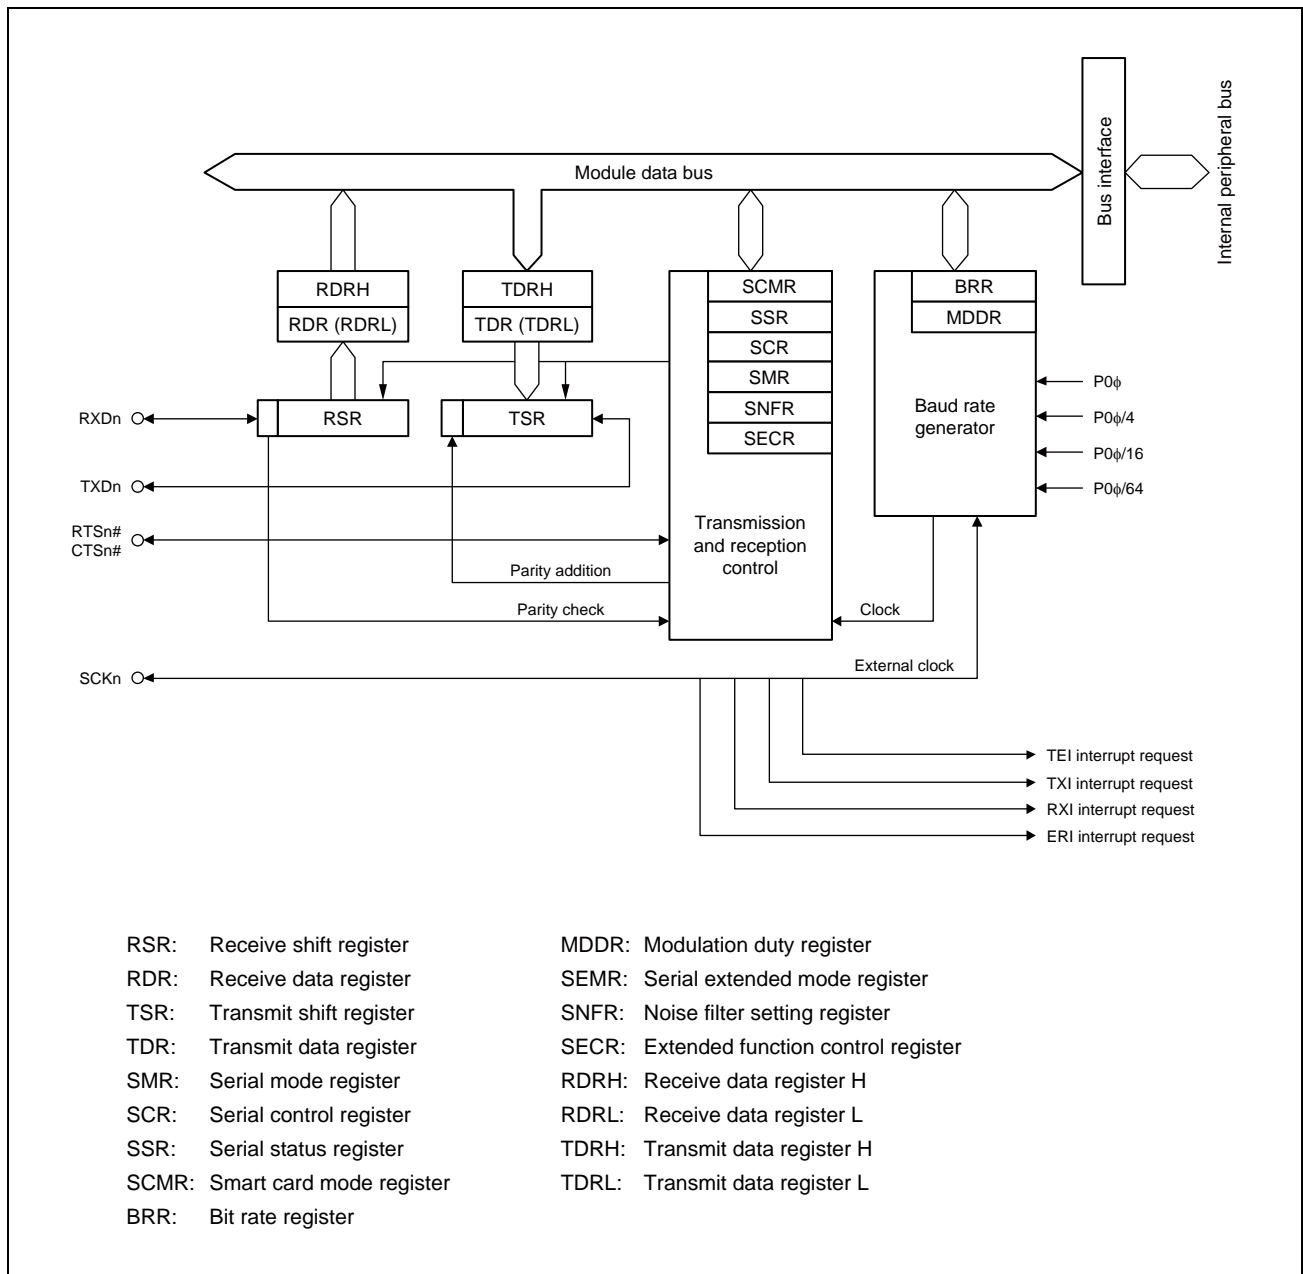 Module data bus
Bus interface
Internal peripheral bus
RDRH
RDR (RDRL)
TDRH
TDR (TDRL)
SCMR
SSR
SCR
SMR
SNFR
SECR
BRR
MDDR
Baud rate
generator
P0ϕ
P0ϕ/4
P0ϕ/16
P0ϕ/64
RXDn
RSR
TSR
TXDn
RTSn#
CTSn#
Transmission
and reception
control
Parity addition
Parity check
Clock
External clock
SCKn
TEI interrupt request
TXI interrupt request
RXI interrupt request
ERI interrupt request
RSR: Receive shift register
RDR: Receive data register
TSR: Transmit shift register
TDR: Transmit data register
SMR: Serial mode register
SCR: Serial control register
SSR: Serial status register
SCMR: Smart card mode register
BRR: Bit rate register
MDDR: Modulation duty register
SEMR: Serial extended mode register
SNFR: Noise filter setting register
SECR: Extended function control register
RDRH: Receive data register H
RDRL: Receive data register L
TDRH: Transmit data register H
TDRL: Transmit data register L